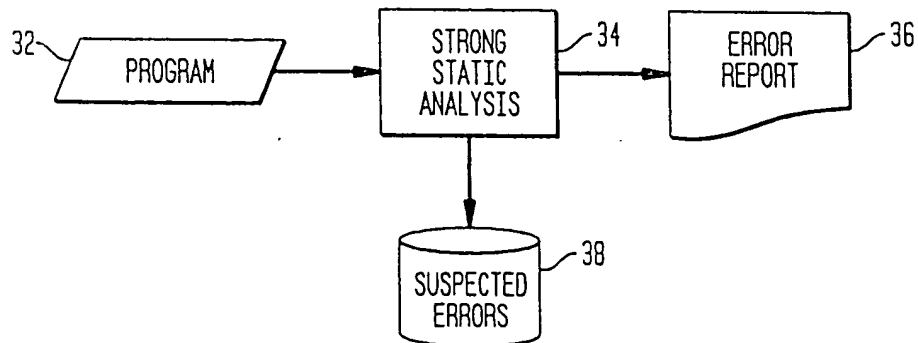 32
PROGRAM
STRONG
STATIC
ANALYSIS
34
ERROR
REPORT
36
SUSPECTED
ERRORS
38